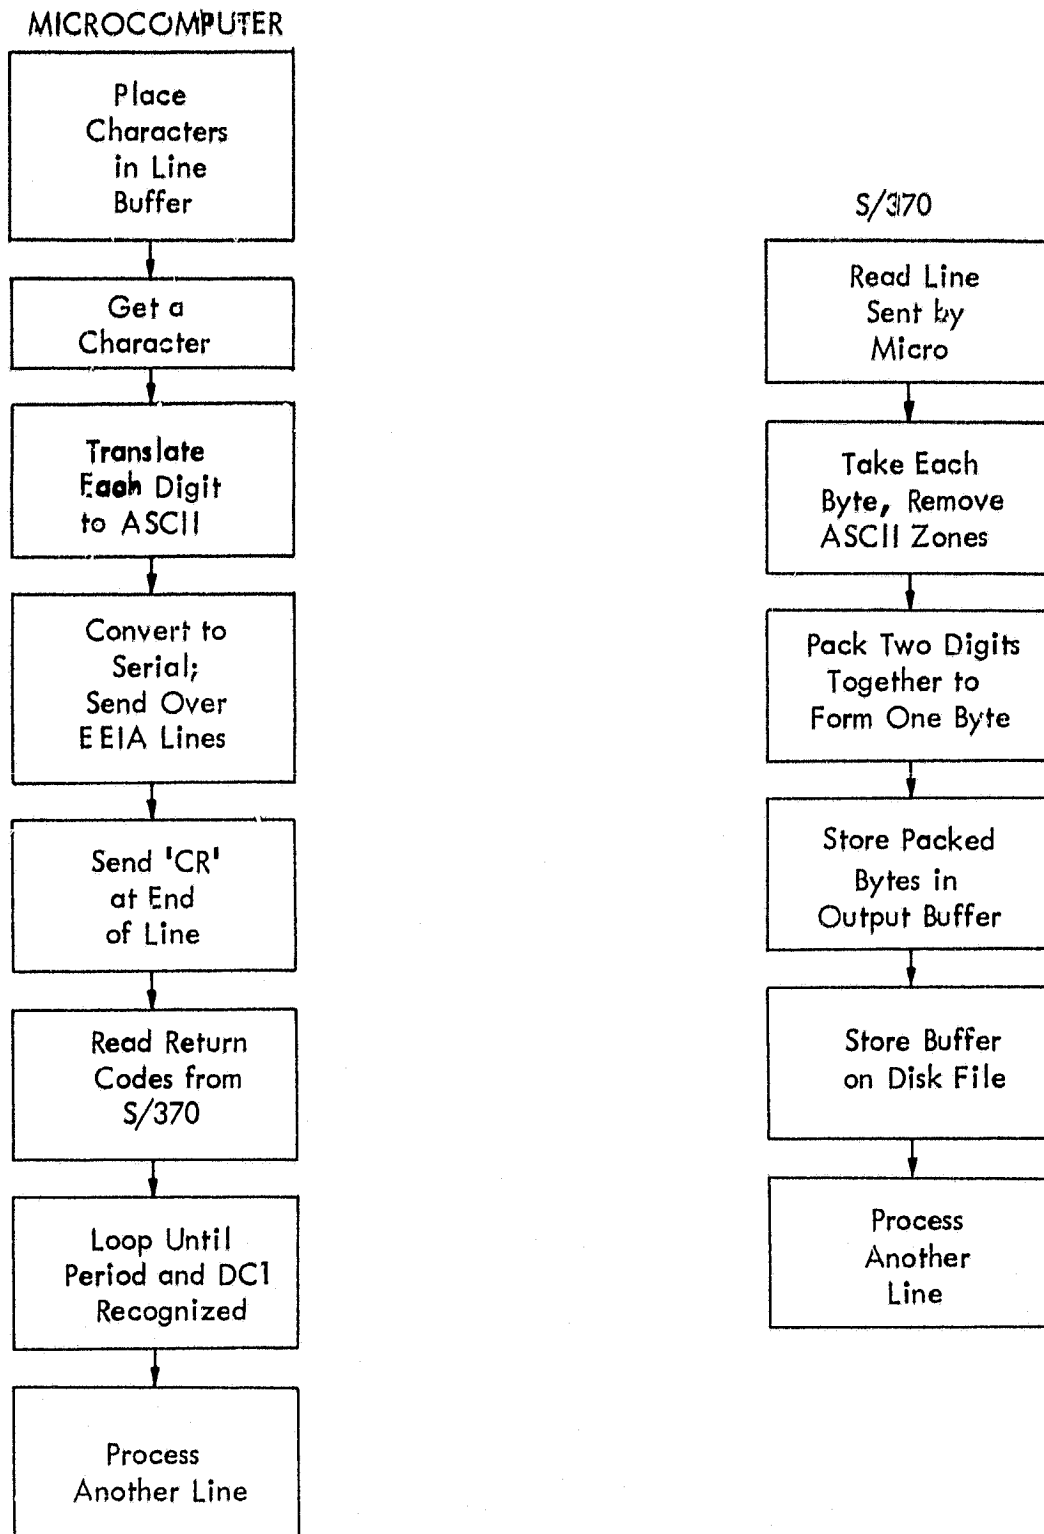 MICROCOMPUTER
Place
Characters
in Line
Buffer
Get a
Character
Translate
Each Digit
to ASCII
Convert to
Serial;
Send Over
EEIA Lines
Send 'CR'
at End
of Line
Read Return
Codes from
S/370
Loop Until
Period and DC1
Recognized
Process
Another Line
S/370
Read Line
Sent by
Micro
Take Each
Byte, Remove
ASCII Zones
Pack Two Digits
Together to
Form One Byte
Store Packed
Bytes in
Output Buffer
Store Buffer
on Disk File
Process
Another
Line